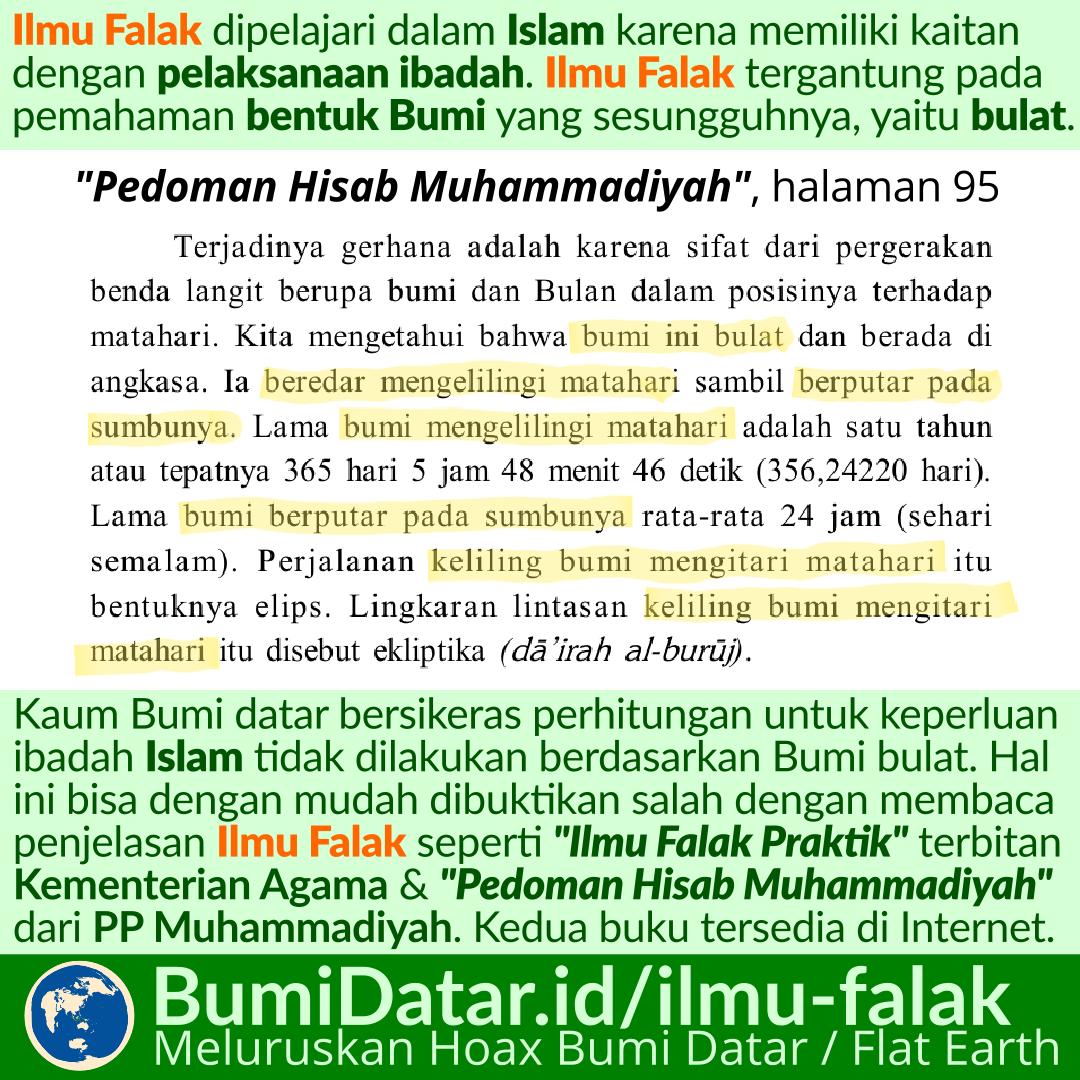 Ilmu Falak dipelajari dalam Islam karena memiliki kaitan
dengan pelaksanaan ibadah. Ilmu Falak tergantung pada
pemahaman bentuk Bumi yang sesungguhnya, yaitu bulat.
"Pedoman Hisab Muhammadiyah", halaman 95
Terjadinya gerhana adalah karena sifat dari pergerakan
benda langit berupa bumi dan Bulan dalam posisinya terhadap
matahari. Kita mengetahui bahwa bumi ini bulat dan berada di
angkasa. Ia beredar mengelilingi matahari sambil berputar pada
sumbunya. Lama bumi mengelilingi matahari adalah satu tahun
atau tepatnya 365 hari 5 jam 48 menit 46 detik (356,24220 hari).
Lama bumi berputar pada sumbunya rata-rata 24 jam (sehari
semalam). Perjalanan keliling bumi mengitari matahari itu
bentuknya elips. Lingkaran lintasan keliling bumi mengitari
matahari itu disebut ekliptika (dā’irah al-burūj).
Kaum Bumi datar bersikeras perhitungan untuk keperluan
ibadah Islam tidak dilakukan berdasarkan Bumi bulat. Hal
ini bisa dengan mudah dibuktikan salah dengan membaca
penjelasan Ilmu Falak seperti "Ilmu Falak Praktik" terbitan
Kementerian Agama & "Pedoman Hisab Muhammadiyah"
dari PP Muhammadiyah. Kedua buku tersedia di Internet.
BumiDatar.id/ilmu-falak
Meluruskan Hoax Bumi Datar / Flat Earth